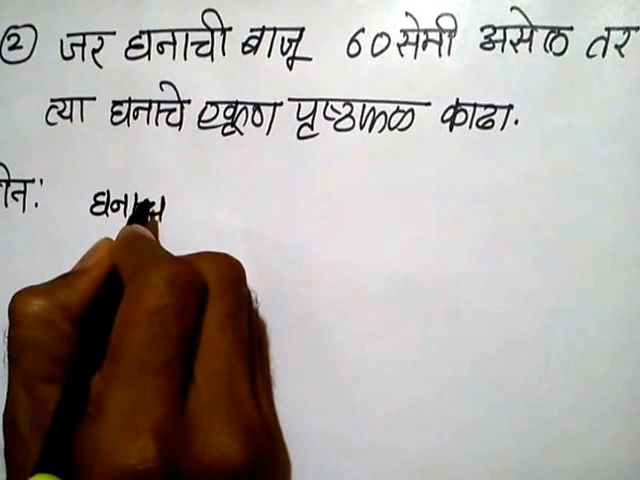 ② जर घनाची बाजू 60 सेमी असेल तर
त्या घनाचे एकूण पृष्ठफळ काढा.